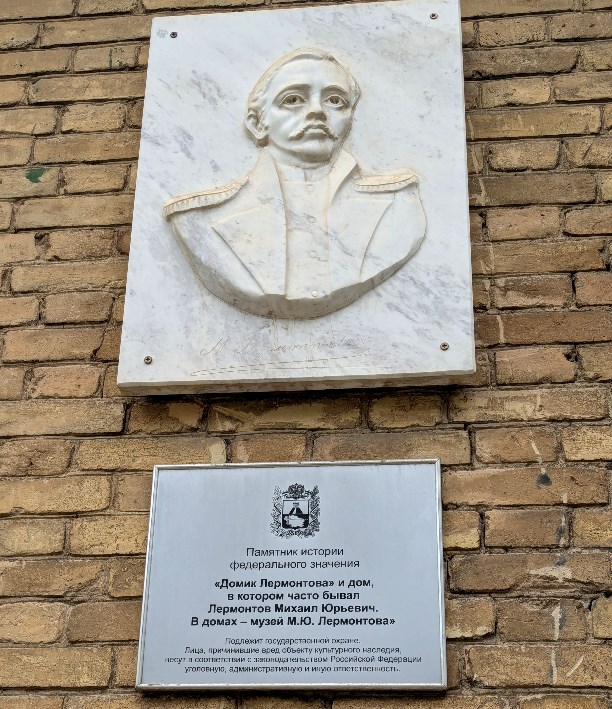 Памятник истории
федерального значения
«Домик Лермонтова» и дом,
в котором часто бывал
Лермонтов Михаил Юрьевич.
В домах – музей М.Ю. Лермонтова»
Подлежит государственной охране.
Лица, причинившие вред объекту культурного наследия,
несут в соответствии с законодательством Российской Федерации
уголовную, административную и иную ответственность.